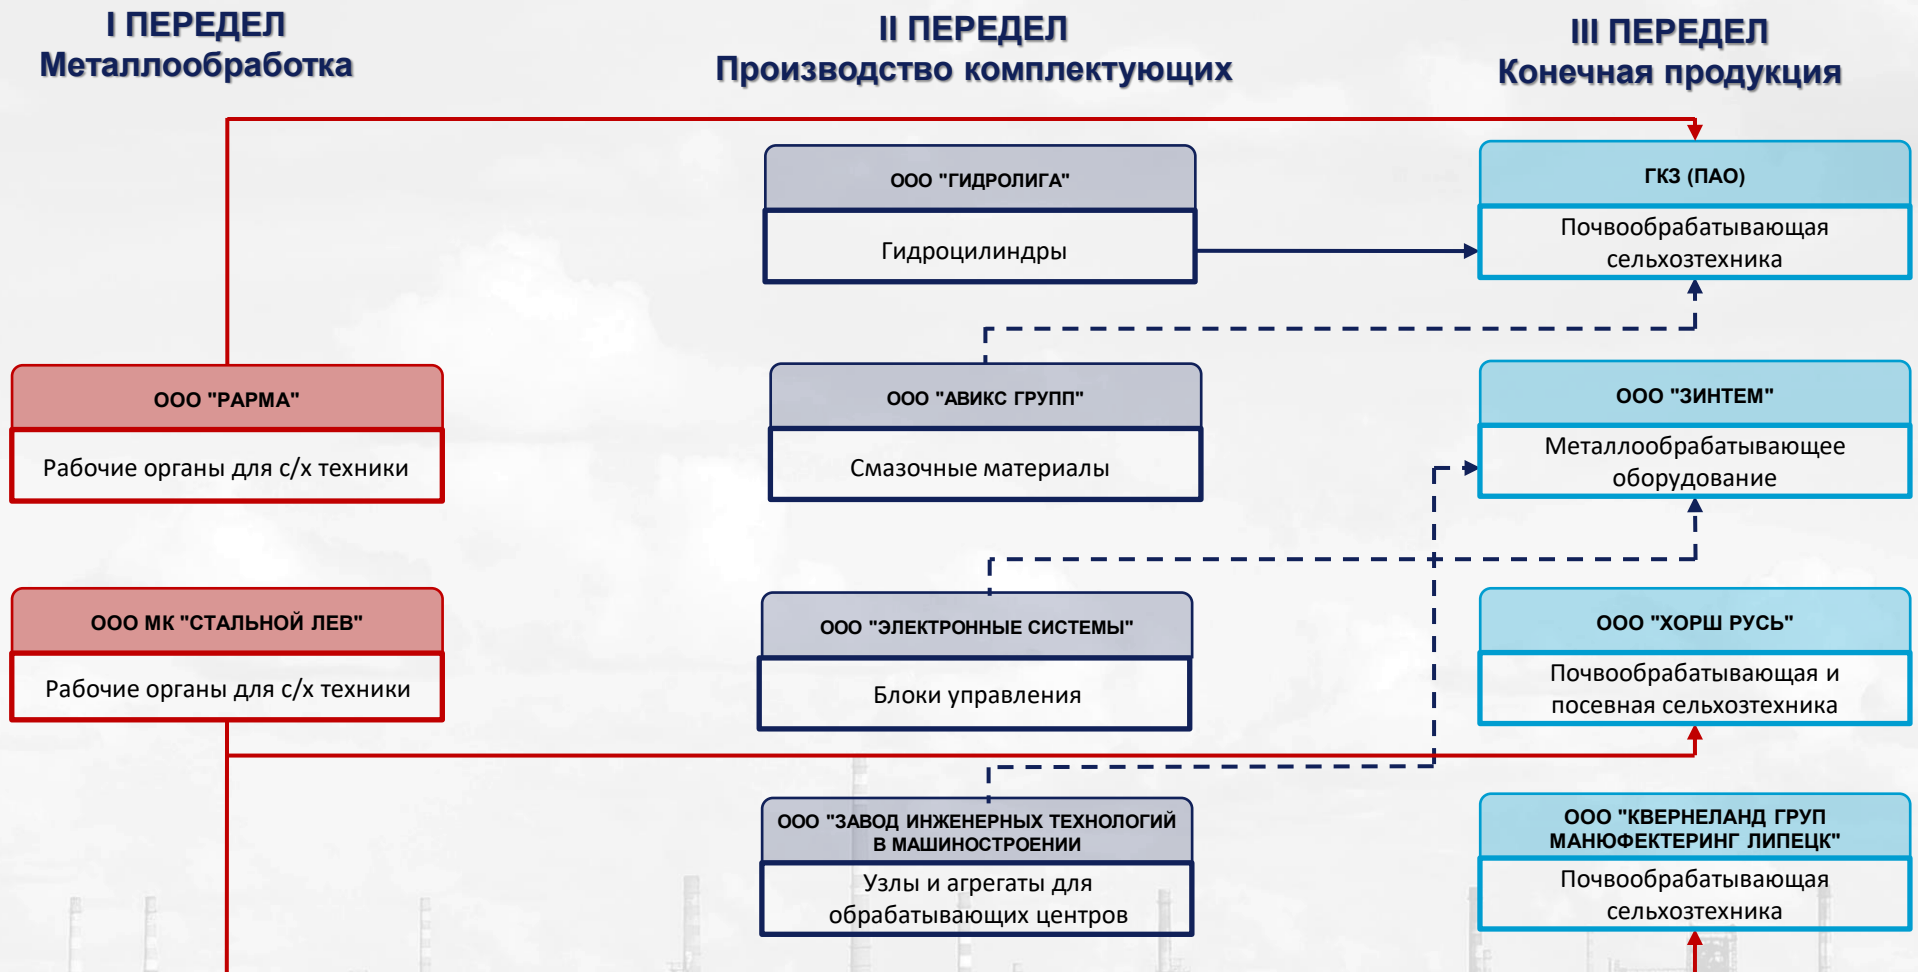 I ПЕРЕДЕЛ
Металлообработка
II ПЕРЕДЕЛ
Производство комплектующих
III ПЕРЕДЕЛ
Конечная продукция
ООО "ГИДРОЛИГА"
Гидроцилиндры
ГКЗ (ПАО)
Почвообрабатывающая
сельхозтехника
ООО "РАРМА"
Рабочие органы для с/х техники
ООО "АВИКС ГРУПП"
Смазочные материалы
ООО "ЗИНТЕМ"
Металлообрабатывающее
оборудование
ООО МК "СТАЛЬНОЙ ЛЕВ"
Рабочие органы для с/х техники
ООО "ЭЛЕКТРОННЫЕ СИСТЕМЫ"
Блоки управления
ООО "ХОРШ РУСЬ"
Почвообрабатывающая и
посевная сельхозтехника
ООО "ЗАВОД ИНЖЕНЕРНЫХ ТЕХНОЛОГИЙ
В МАШИНОСТРОЕНИИ
Узлы и агрегаты для
обрабатывающих центров
ООО "КВЕРНЕЛАНД ГРУП
МАНЮФЕКТЕРИНГ ЛИПЕЦК"
Почвообрабатывающая
сельхозтехника